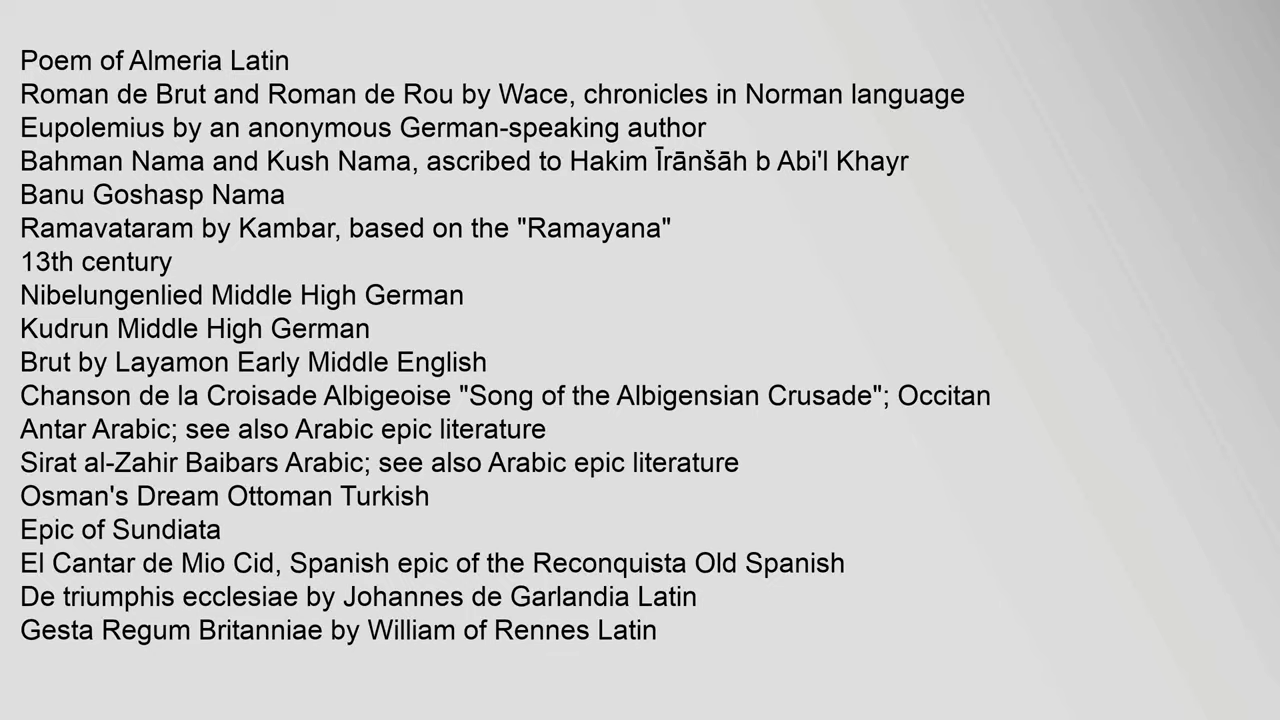 Poem of Almeria Latin
Roman de Brut and Roman de Rou by Wace, chronicles in Norman language
Eupolemius by an anonymous German-speaking author
Bahman Nama and Kush Nama, ascribed to Hakim Īrānšāh b Abi'l Khayr
Banu Goshasp Nama
Ramavataram by Kambar, based on the "Ramayana"
13th century
Nibelungenlied Middle High German
Kudrun Middle High German
Brut by Layamon Early Middle English
Chanson de la Croisade Albigeoise "Song of the Albigensian Crusade"; Occitan
Antar Arabic; see also Arabic epic literature
Sirat al-Zahir Baibars Arabic; see also Arabic epic literature
Osman's Dream Ottoman Turkish
Epic of Sundiata
El Cantar de Mio Cid, Spanish epic of the Reconquista Old Spanish
De triumphis ecclesiae by Johannes de Garlandia Latin
Gesta Regum Britanniae by William of Rennes Latin